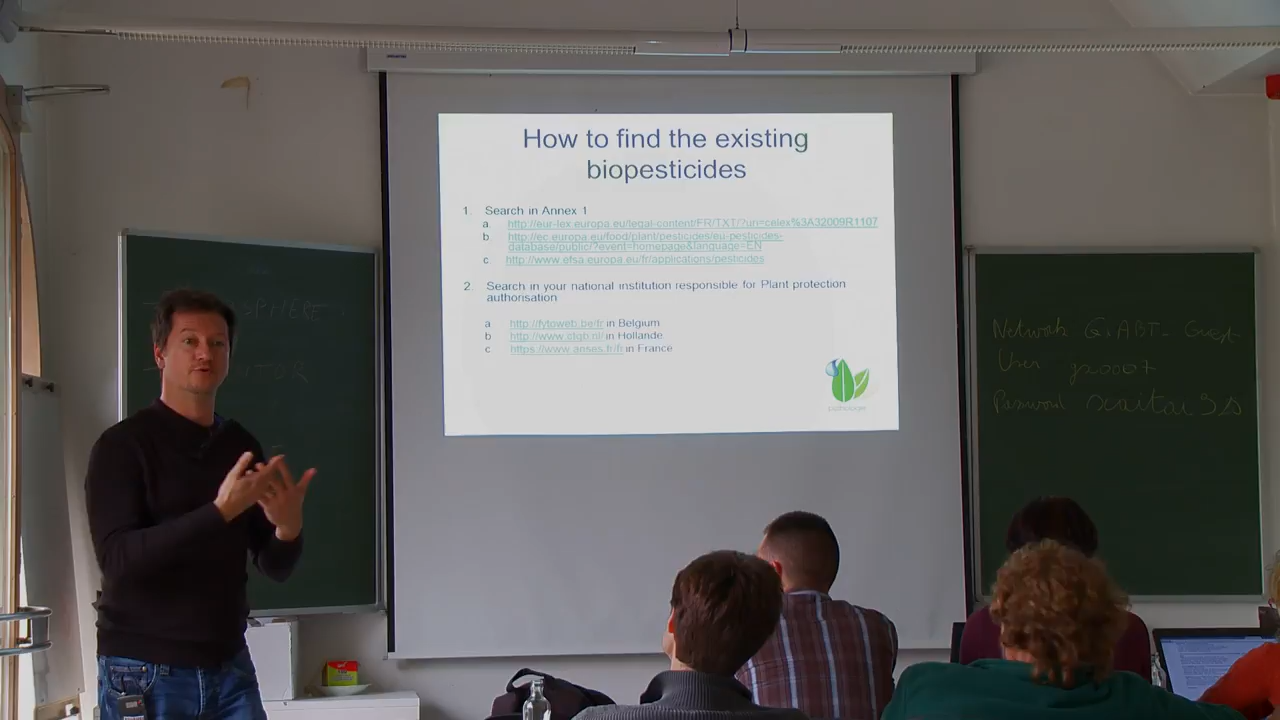 How to find the existing
biopesticides
1. Search in Annex 1
a. http://eur-lex.europa.eu/legal-content/FR/TXT/?uri=celex%3A32009R1107
b http://ec.europa.eu/food/plant/pesticides/eu-pesticides-
database/public/?event=homepage&language=EN
c. http://www.efsa.europa.eu/fr/applications/pesticides
2. Search in your national institution responsible for Plant protection
authorisation
a http://fytoweb.be/fr in Belgium
b http://www.ctgb.nl/ in Hollande
c https://www.anses.fr/fr in France
Network GxABT-Guest
User
Password